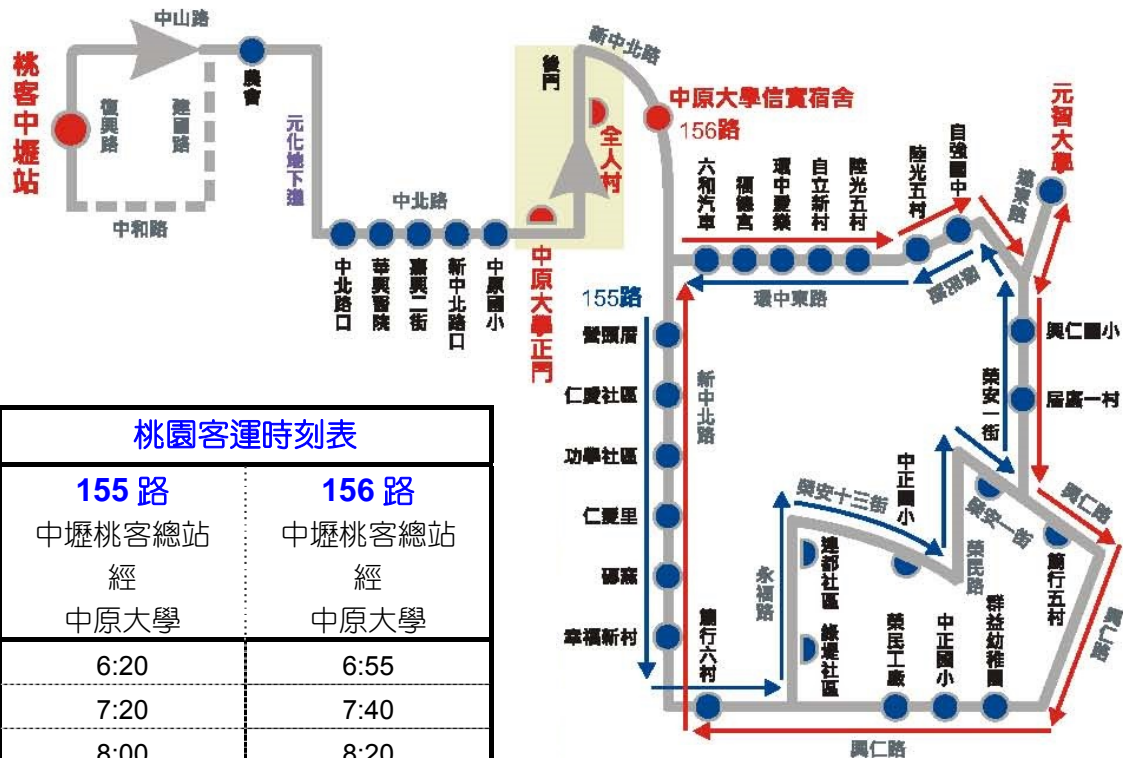 中山路
桃客中壢站
復興路
建國路
中和路
農會
元化地下道
中北路
中北路口
華興醫院
嘉興二街
新中北路口
中原國小
後門
全人村
中原大學正門
新中北路
中原大學信實宿舍
156路
六和汽車
福德宮
環中愛樂
自立新村
陸光五村
陸光五村
自強國中
遠東路
元智大學
環中東路
155路
營頭厝
仁愛社區
功學社區
仁愛里
磚窯
幸福新村
新中北路
篤行六村
興仁國小
居廣一村
榮安一街
中正國小
榮安十三街
榮安一街
興仁路
篤行五村
榮民路
永福路
連都社區
綠堤社區
榮民工廠
中正國小
群益幼稚園
興仁路
興仁路
桃園客運時刻表
155 路
156 路
中壢桃客總站
中壢桃客總站
經
經
中原大學
中原大學
6:20
6:55
7:20
7:40
8:00
8:20